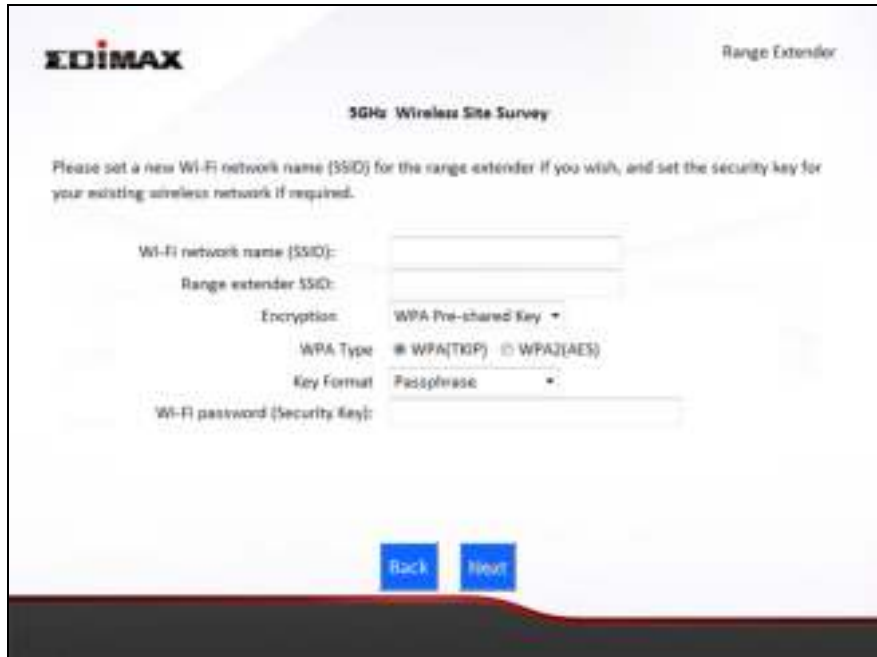 EDIMAX
Range Extender
5GHz Wireless Site Survey
Please set a new Wi-Fi network name (SSID) for the range extender if you wish, and set the security key for
your existing wireless network if required.
Wi-Fi network name (SSID):
Range extender SSID:
Encryption WPA Pre-shared Key
WPA Type WPA(TKIP) WPA2(AES)
Key Format Passphrase
Wi-Fi password (Security Key):
Back Next